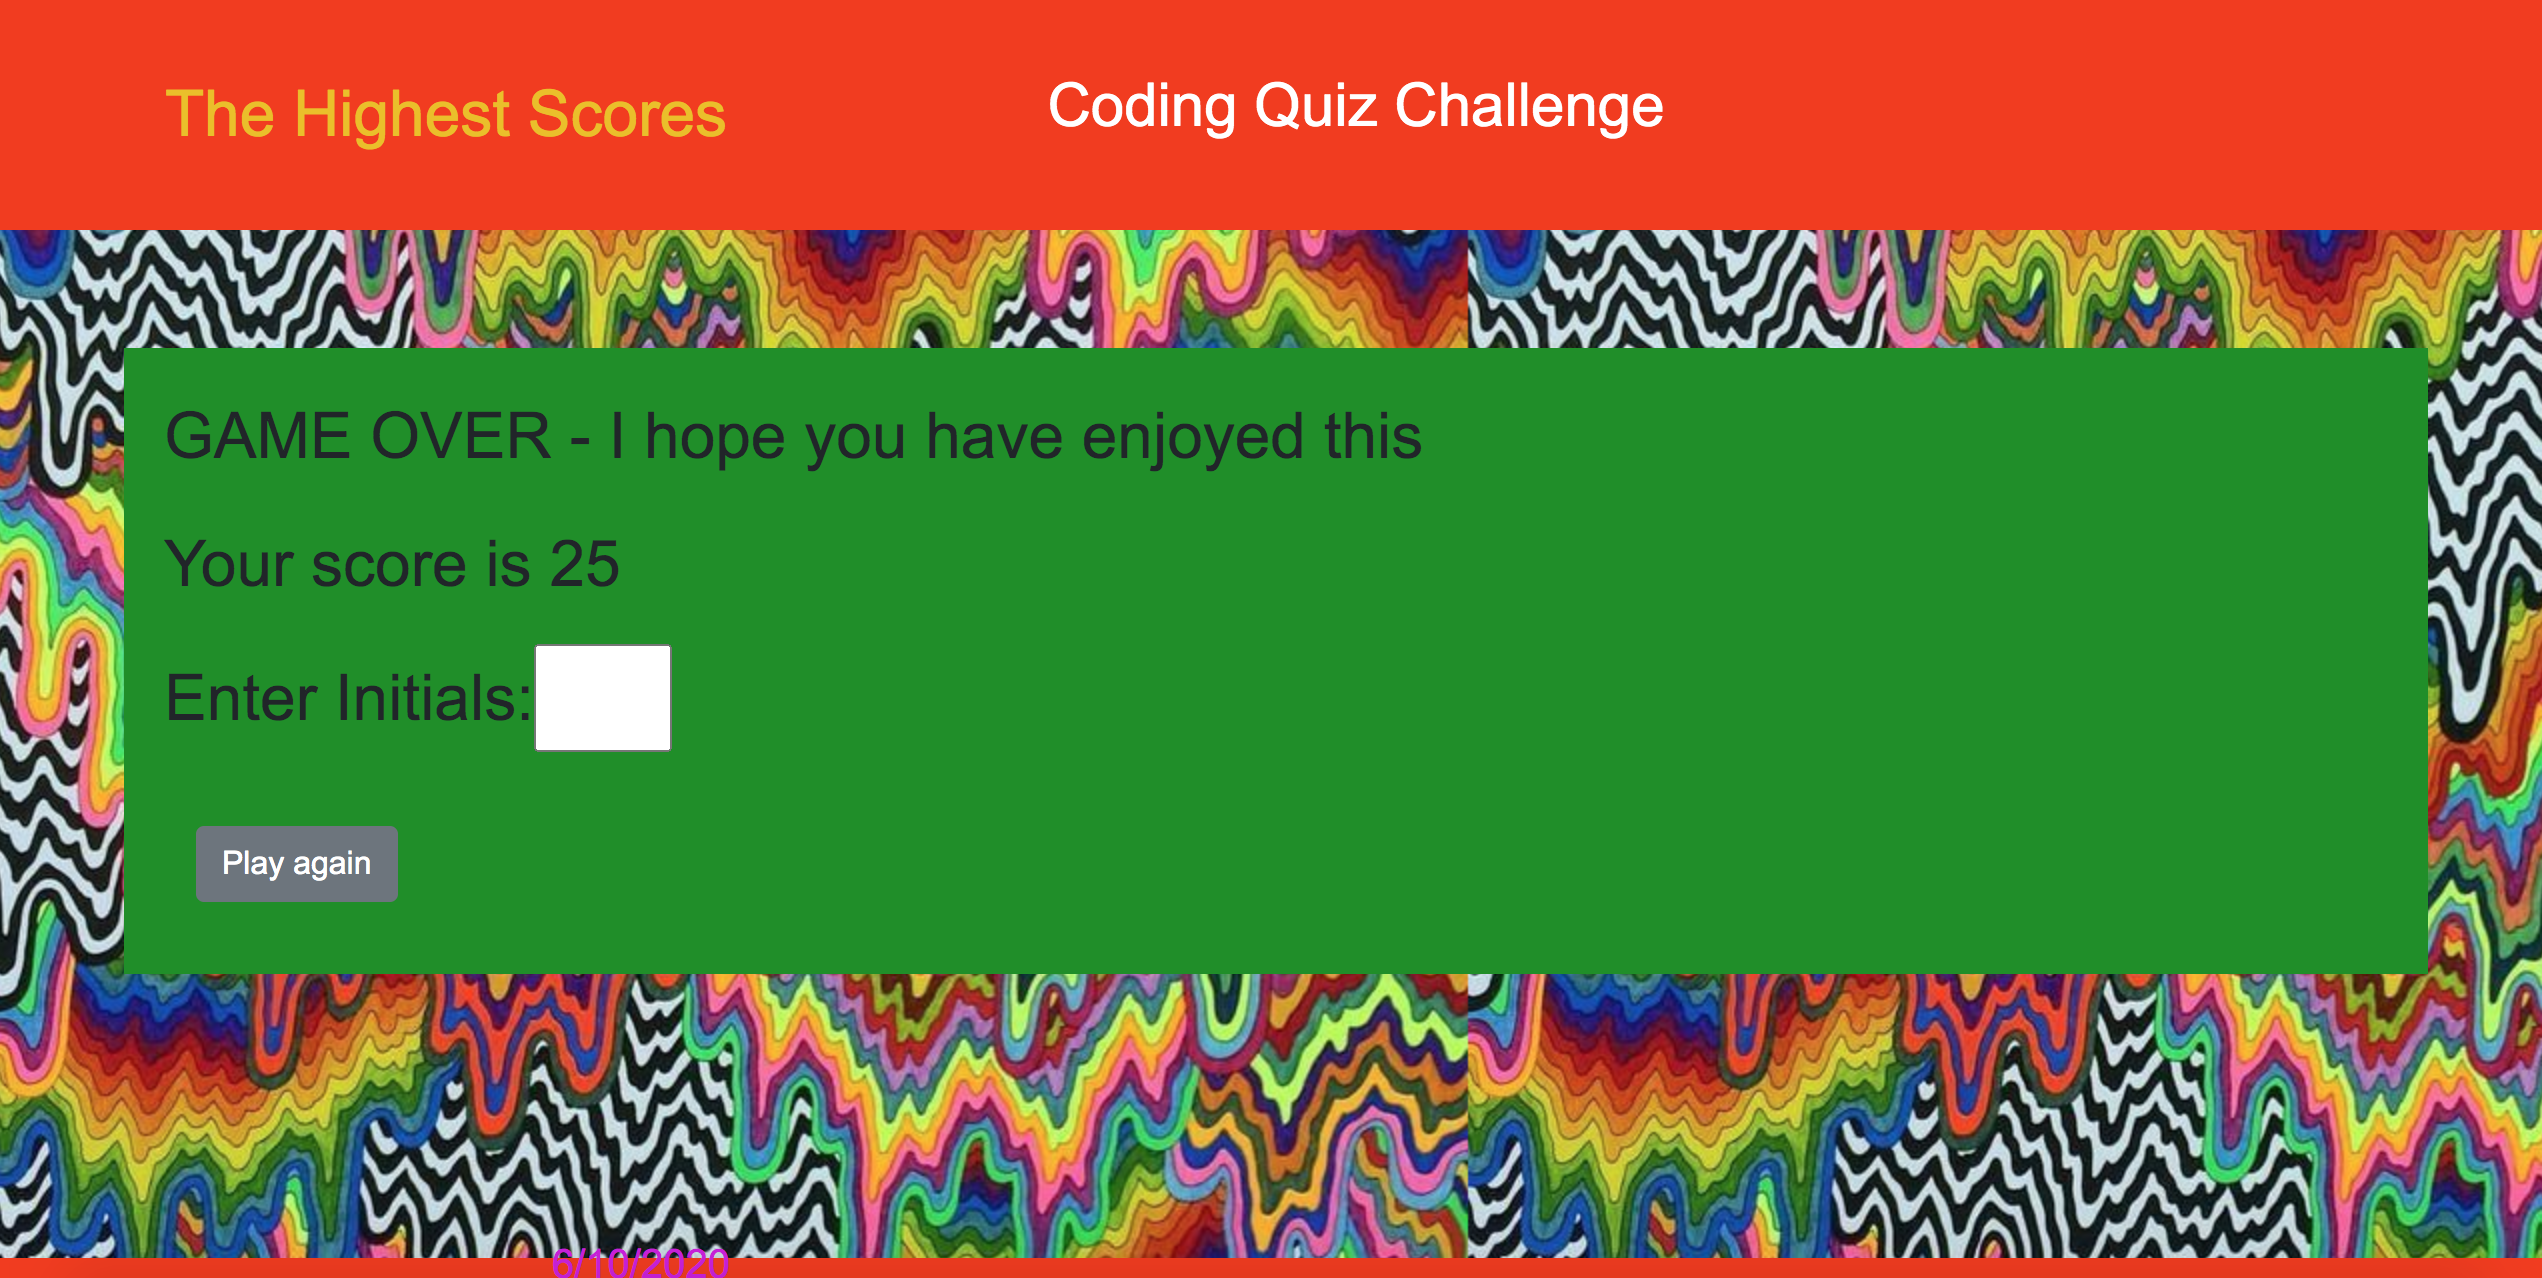 The Highest Scores
Coding Quiz Challenge
GAME OVER - I hope you have enjoyed this
Your score is 25
Enter Initials:
Play again
6/10/2020